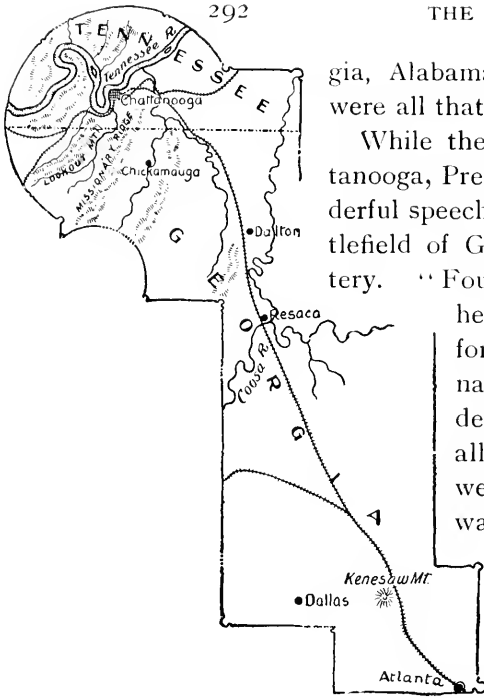 292 THE
TENNESSEE
Tennessee R.
Chattanooga
LOOKOUT MT.
MISSIONARY RIDGE
Chickamauga
Dalton
GEORGIA
Resaca
Coosa R.
Kenesaw Mt.
Dallas
Atlanta
gia, Alabama
were all that
While the
tanooga, Pre
derful speech
tlefield of G
tery. “Fou
he
for
na
de
all
we
wa